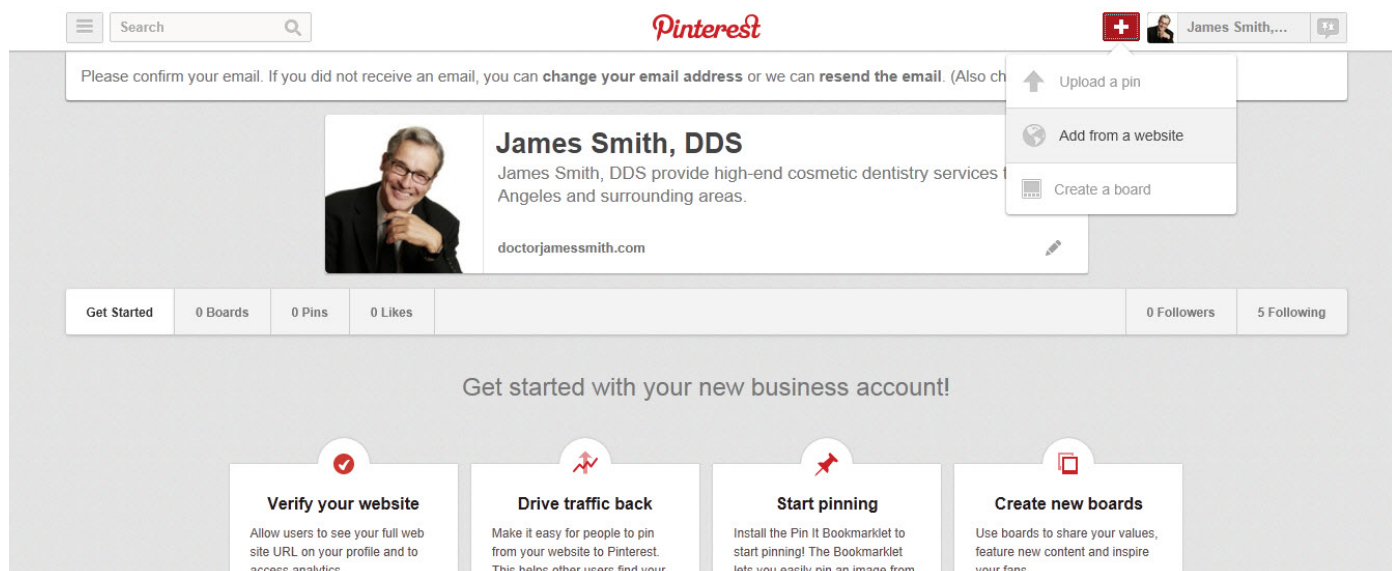 Search
Pinterest
James Smith,...
Please confirm your email. If you did not receive an email, you can change your email address or we can resend the email. (Also ch
Upload a pin
Add from a website
Create a board
James Smith, DDS
James Smith, DDS provide high-end cosmetic dentistry services
Angeles and surrounding areas.
doctorjamessmith.com
Get Started
0 Boards
0 Pins
0 Likes
0 Followers
5 Following
Get started with your new business account!
Verify your website
Allow users to see your full web
site URL on your profile and to
access analytics
Drive traffic back
Make it easy for people to pin
from your website to Pinterest.
This helps other users find your
Start pinning
Install the Pin It Bookmarklet to
start pinning! The Bookmarklet
lets you easily pin an image from
Create new boards
Use boards to share your values,
feature new content and inspire
your fans